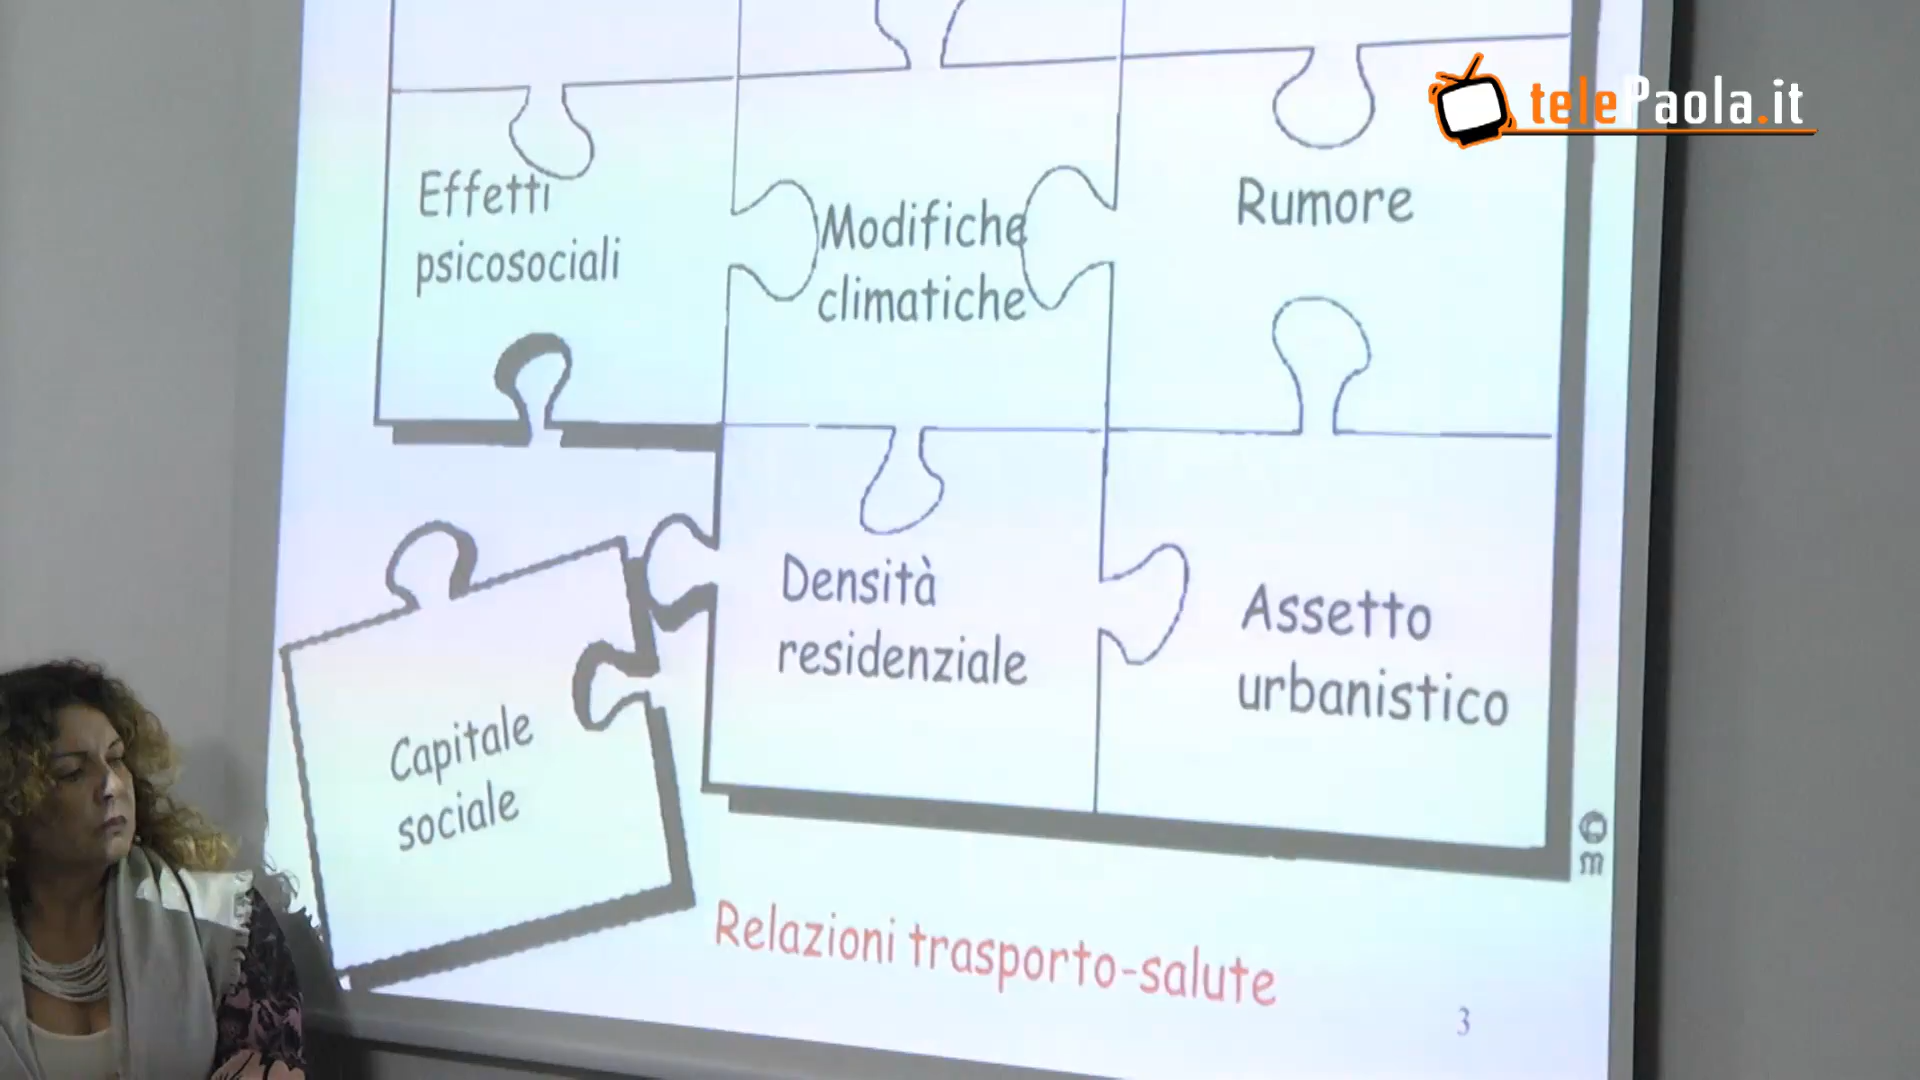 telePaola.it
Effetti
psicosociali
Modifiche
climatiche
Rumore
Capitale
sociale
Densità
residenziale
Assetto
urbanistico
© m
Relazioni trasporto-salute
3